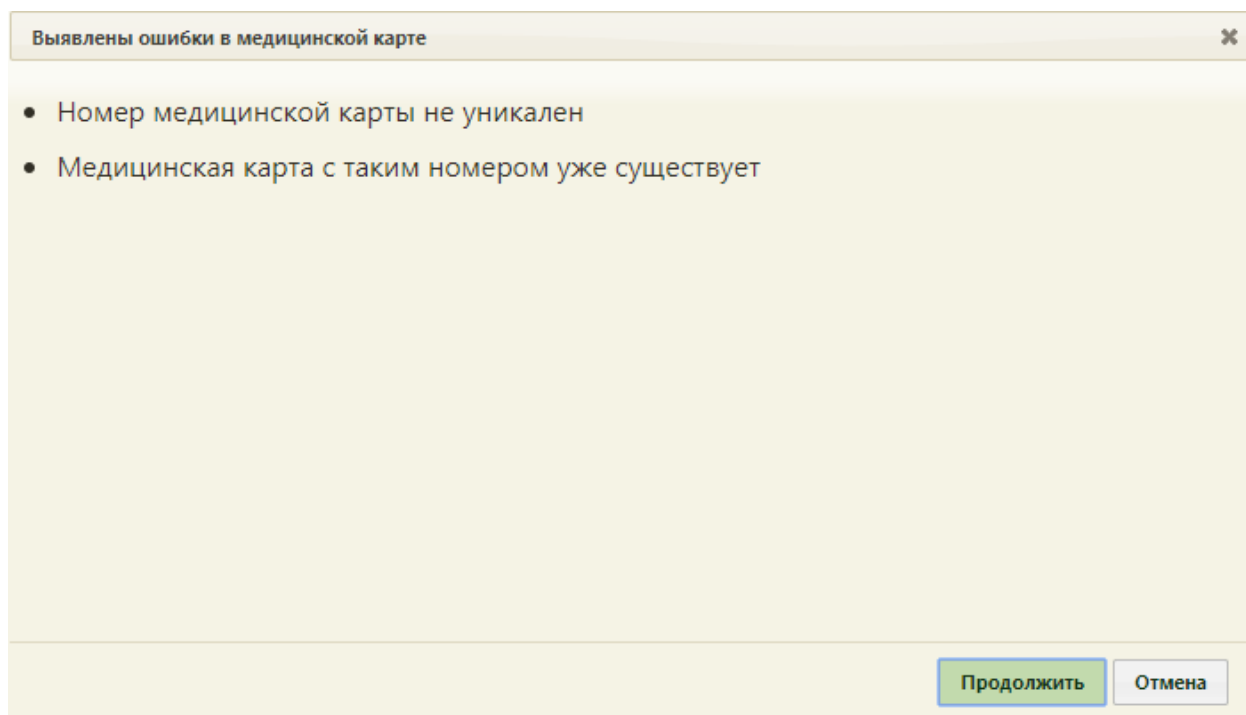 Выявлены ошибки в медицинской карте
Номер медицинской карты не уникален
Медицинская карта с таким номером уже существует
Продолжить Отмена